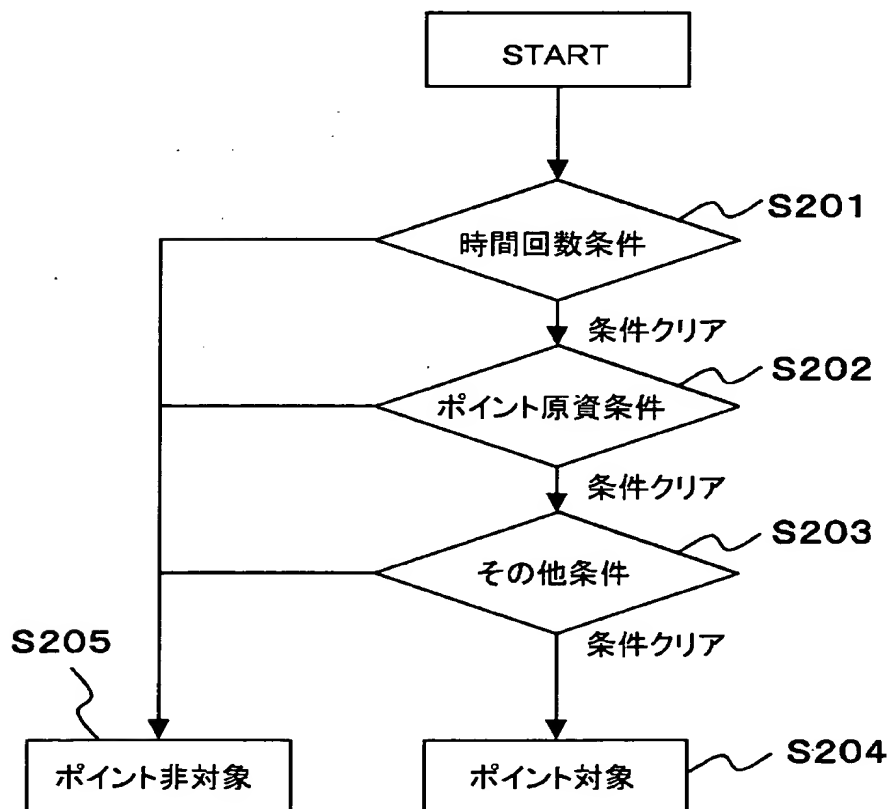 START
S201
時間回数条件
条件クリア
S202
ポイント原資条件
条件クリア
S203
その他条件
条件クリア
S205
ポイント非対象
S204
ポイント対象